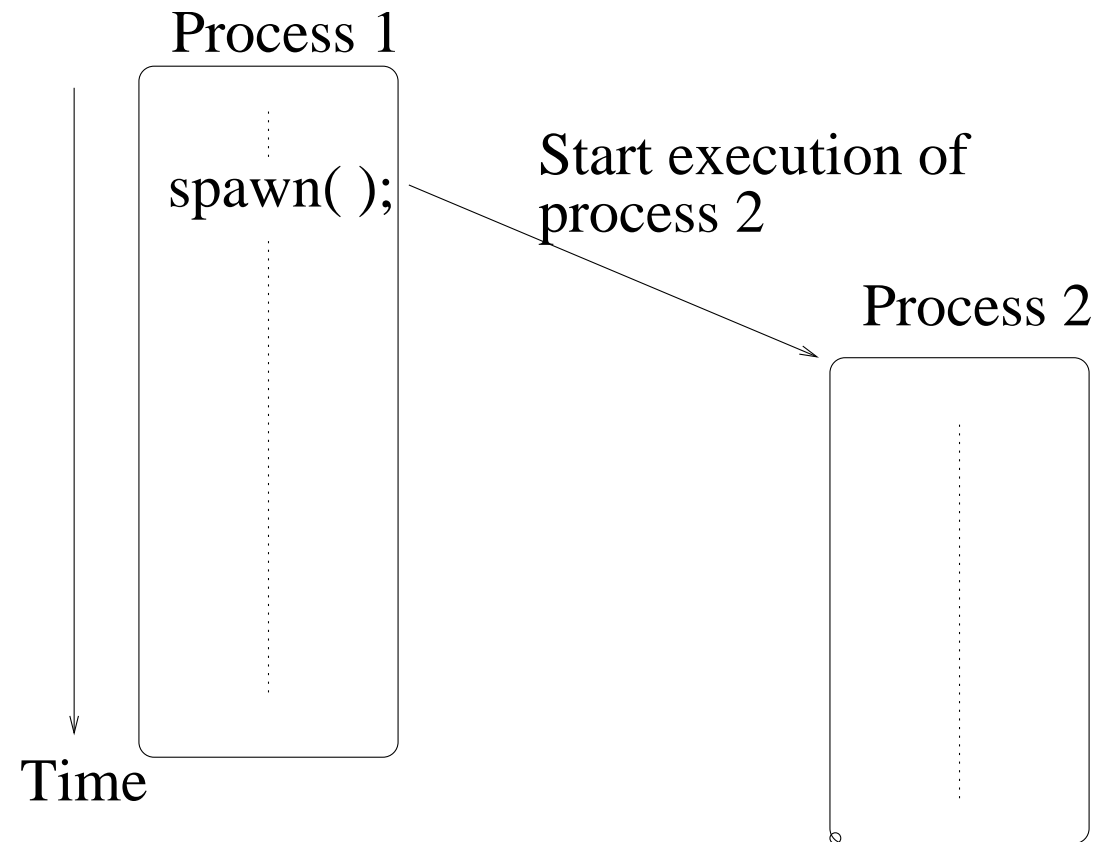 Process 1
spawn( );
Start execution of
process 2
Process 2
Time